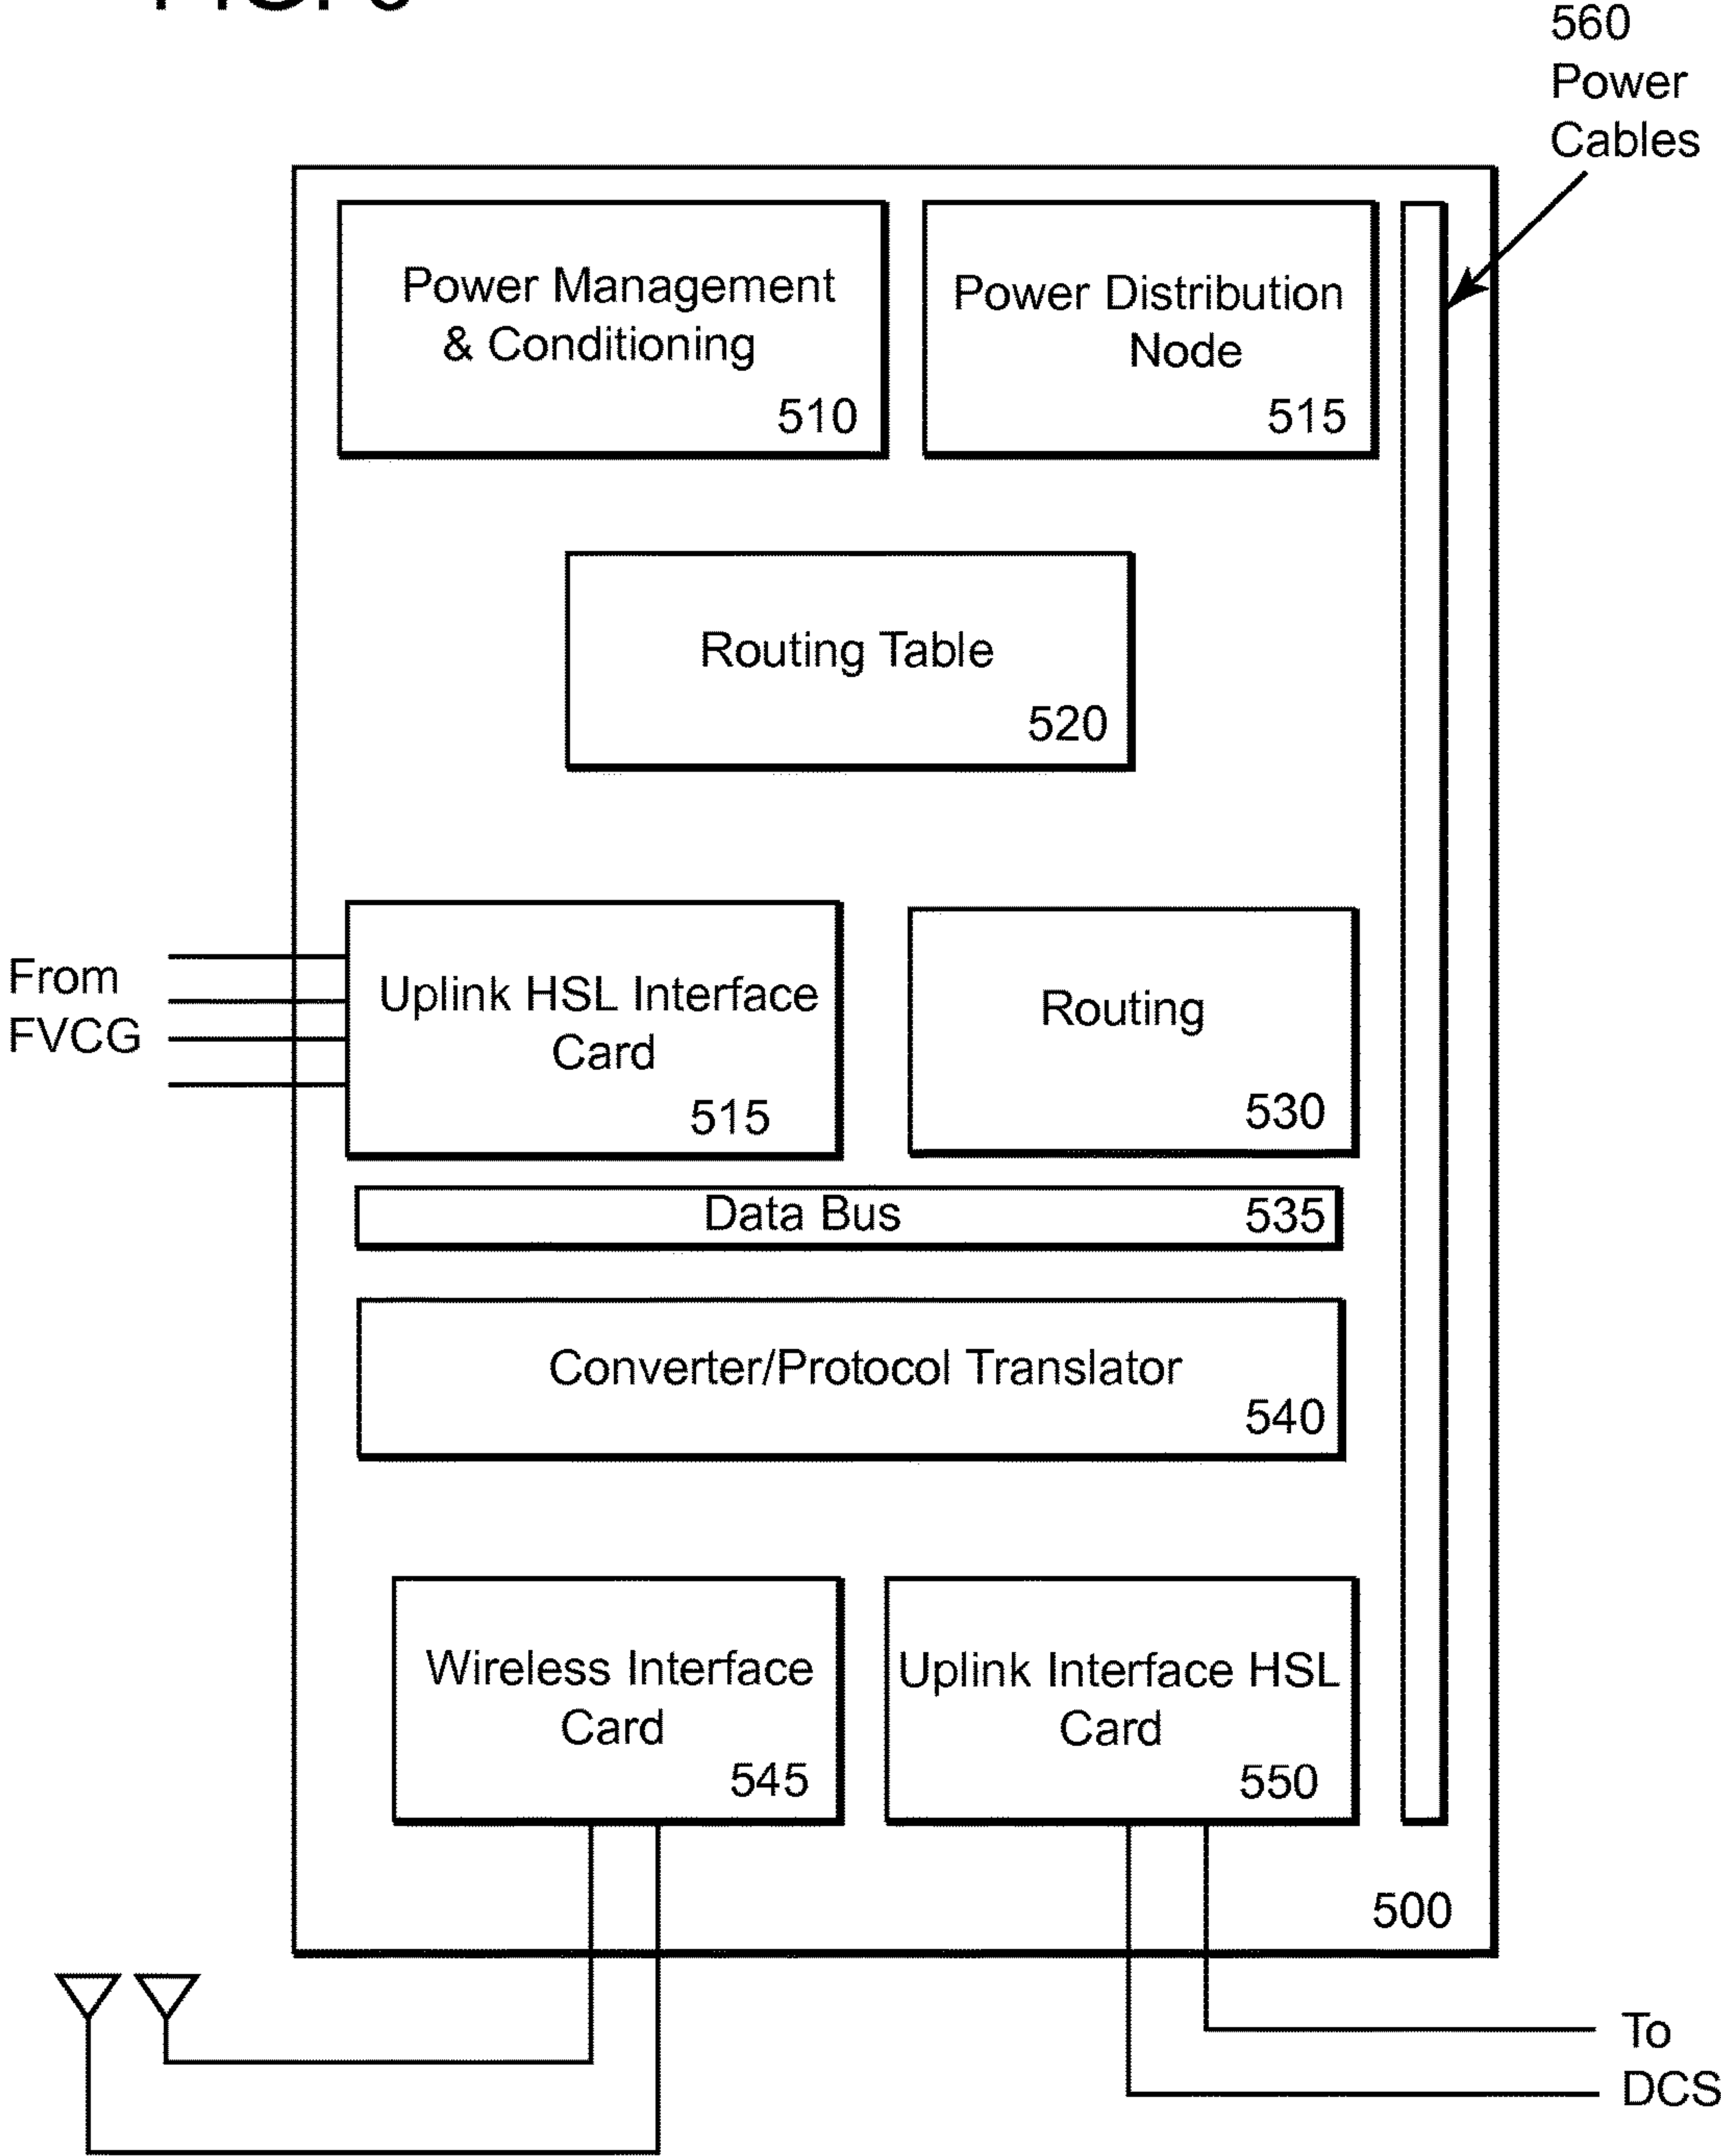 560
Power
Cables
Power Management
& Conditioning
510
Power Distribution
Node
515
Routing Table
520
From
FVCG
Uplink HSL Interface
Card
515
Routing
530
Data Bus 535
Converter/Protocol Translator
540
Wireless Interface
Card
545
Uplink Interface HSL
Card
550
500
To
DCS